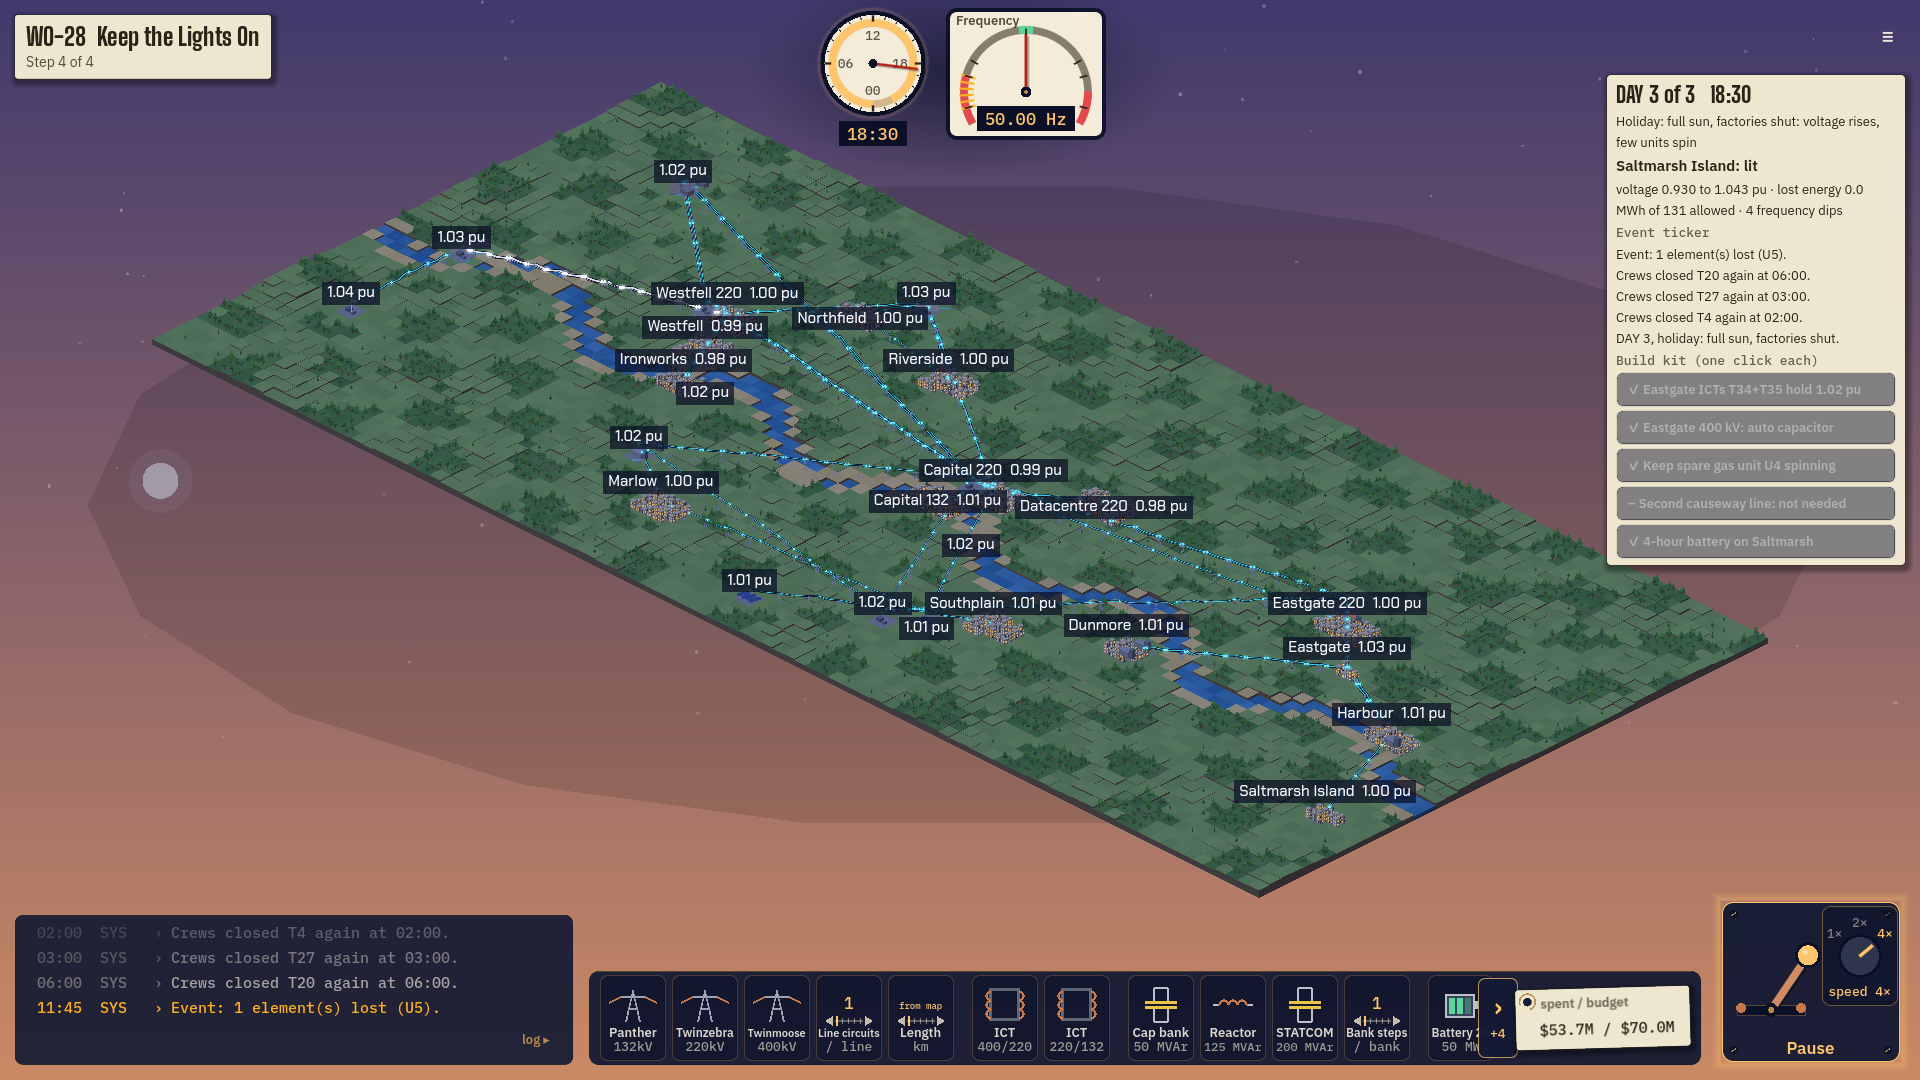 WO-28 Keep the Lights On
Step 4 of 4
12
06
18
00
18:30
Frequency
50.00 Hz
≡
DAY 3 of 3 18:30
Holiday: full sun, factories shut: voltage rises,
few units spin
Saltmarsh Island: lit
voltage 0.930 to 1.043 pu · lost energy 0.0
MWh of 131 allowed · 4 frequency dips
Event ticker
Event: 1 element(s) lost (U5).
Crews closed T20 again at 06:00.
Crews closed T27 again at 03:00.
Crews closed T4 again at 02:00.
DAY 3, holiday: full sun, factories shut.
Build kit (one click each)
✓ Eastgate ICTs T34+T35 hold 1.02 pu
✓ Eastgate 400 kV: auto capacitor
✓ Keep spare gas unit U4 spinning
– Second causeway line: not needed
✓ 4-hour battery on Saltmarsh
1.02 pu
1.03 pu
1.04 pu
Westfell 220 1.00 pu
1.03 pu
Northfield 1.00 pu
Westfell 0.99 pu
Ironworks 0.98 pu
Riverside 1.00 pu
1.02 pu
1.02 pu
Capital 220 0.99 pu
Marlow 1.00 pu
Capital 132 1.01 pu
Datacentre 220 0.98 pu
1.02 pu
1.01 pu
1.02 pu
Southplain 1.01 pu
Eastgate 220 1.00 pu
1.01 pu
Dunmore 1.01 pu
Eastgate 1.03 pu
Harbour 1.01 pu
Saltmarsh Island 1.00 pu
02:00 SYS › Crews closed T4 again at 02:00.
03:00 SYS › Crews closed T27 again at 03:00.
06:00 SYS › Crews closed T20 again at 06:00.
11:45 SYS › Event: 1 element(s) lost (U5).
log ▸
Panther
132kV
Twinzebra
220kV
Twinmoose
400kV
1
Line circuits
/ line
from map
Length
km
ICT
400/220
ICT
220/132
Cap bank
50 MVAr
Reactor
125 MVAr
STATCOM
200 MVAr
1
Bank steps
/ bank
Battery
50
›
+4
spent / budget
$53.7M / $70.0M
1×
2×
4×
speed 4×
Pause